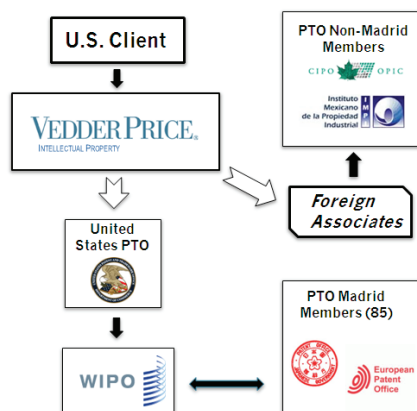 U.S. Client
PTO Non-Madrid
Members
CIPO OPIC
Instituto
Mexicano
de la Propiedad
Industrial
IMPI
VEDDER PRICE®
INTELLECTUAL PROPERTY
Foreign
Associates
United
States PTO
PTO Madrid
Members (85)
WIPO
European
Patent
Office